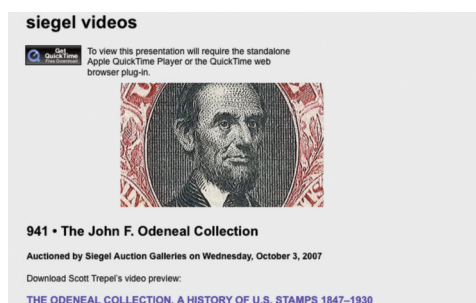 siegel videos
Get
QuickTime
Free Download
To view this presentation will require the standalone
Apple QuickTime Player or the QuickTime web
browser plug-in.
941 • The John F. Odeneal Collection
Auctioned by Siegel Auction Galleries on Wednesday, October 3, 2007
Download Scott Trepel's video preview:
THE ODENEAL COLLECTION, A HISTORY OF U.S. STAMPS 1847–1930